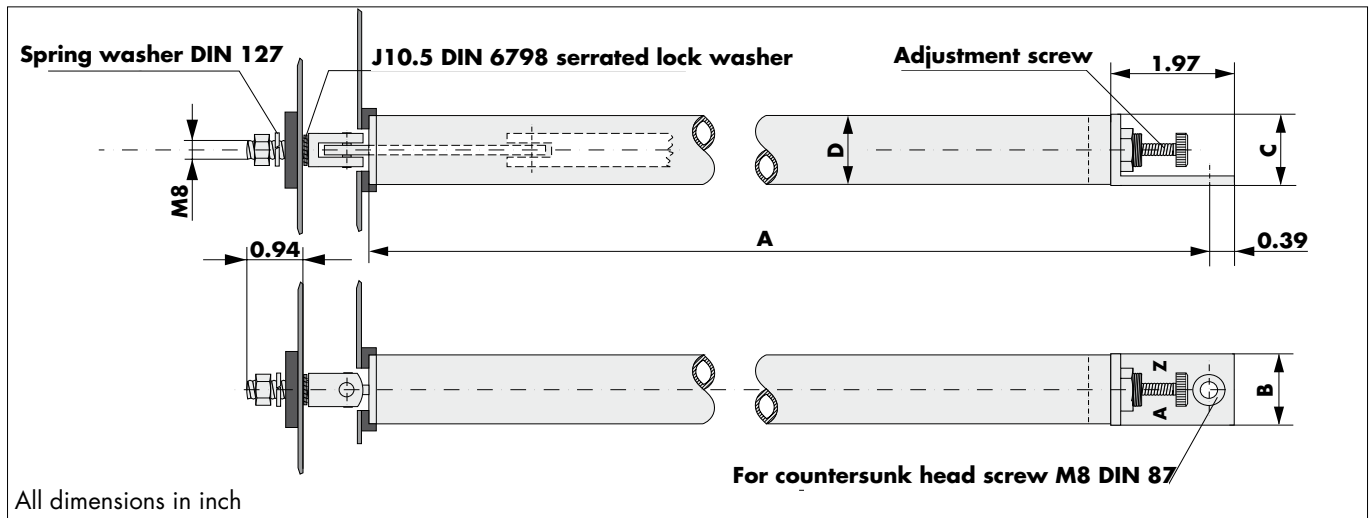 Spring washer DIN 127
J10.5 DIN 6798 serrated lock washer
Adjustment screw
1.97
M8
D
C
A
0.39
0.94
Z
A
B
For countersunk head screw M8 DIN 87
All dimensions in inch